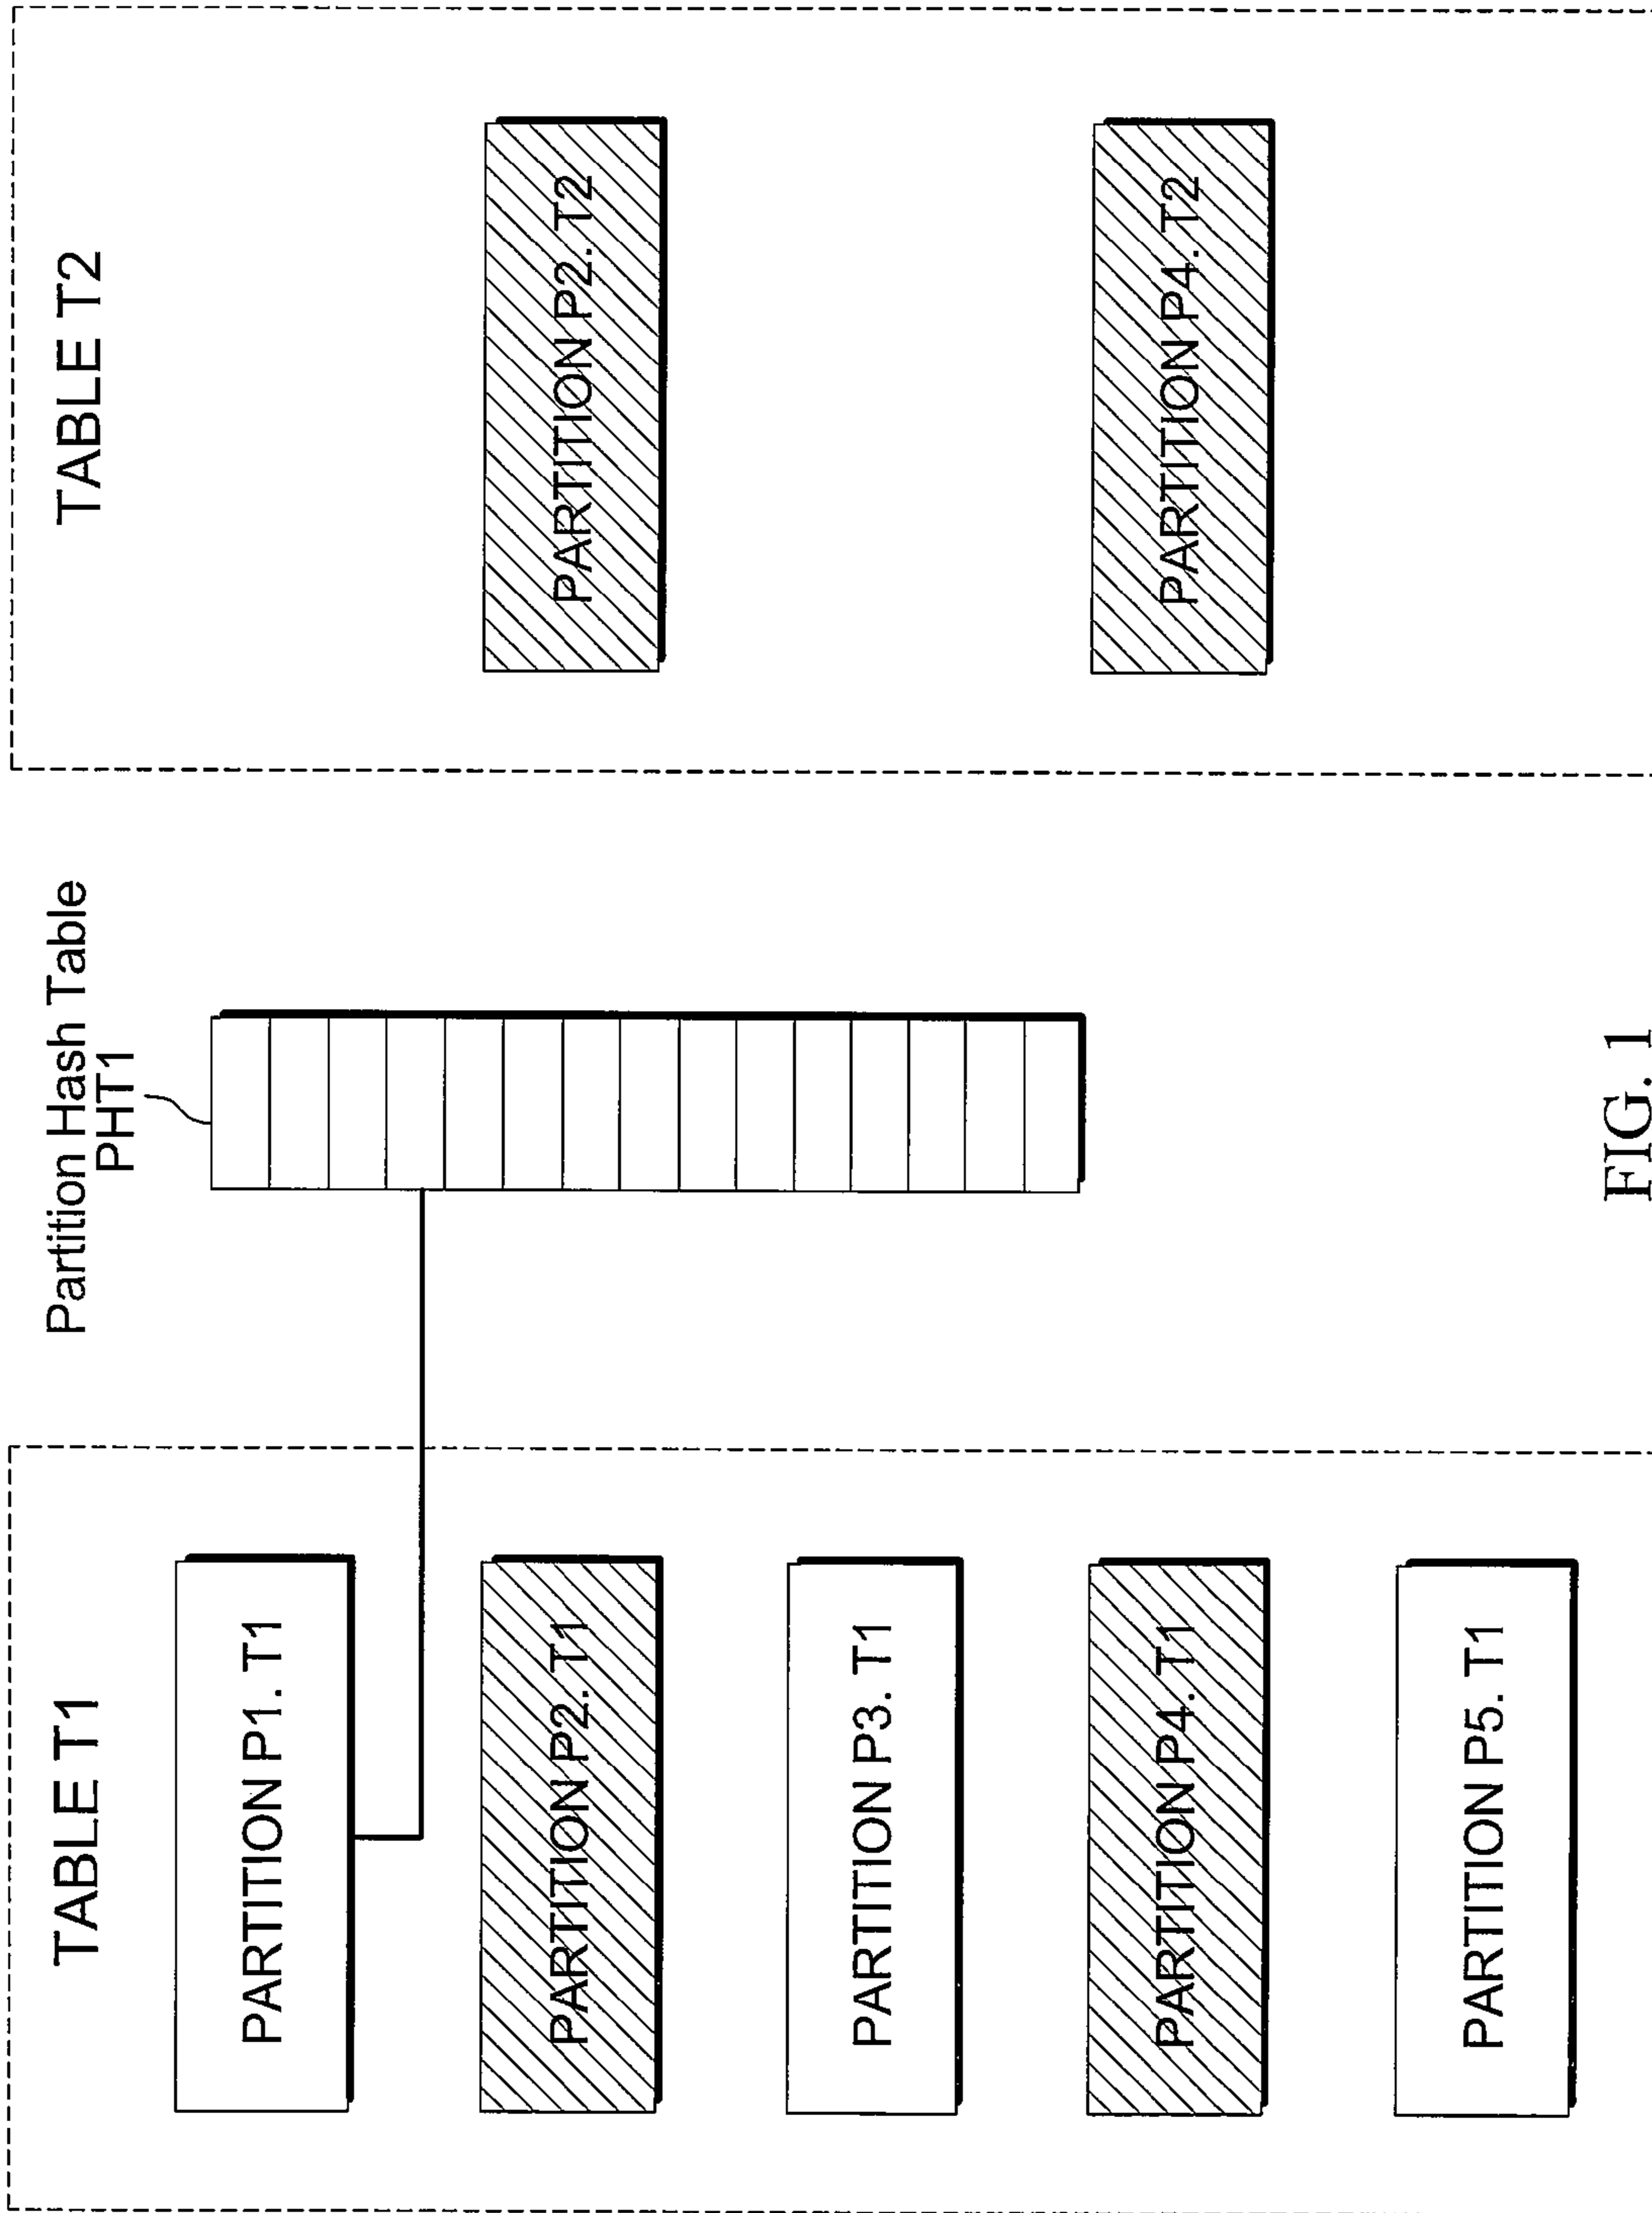 TABLE T1
PARTITION P1. T1
PARTITION P2. T1
PARTITION P3. T1
PARTITION P4. T1
PARTITION P5. T1
Partition Hash Table
PHT1
TABLE T2
PARTITION P2. T2
PARTITION P4. T2
FIG. 1